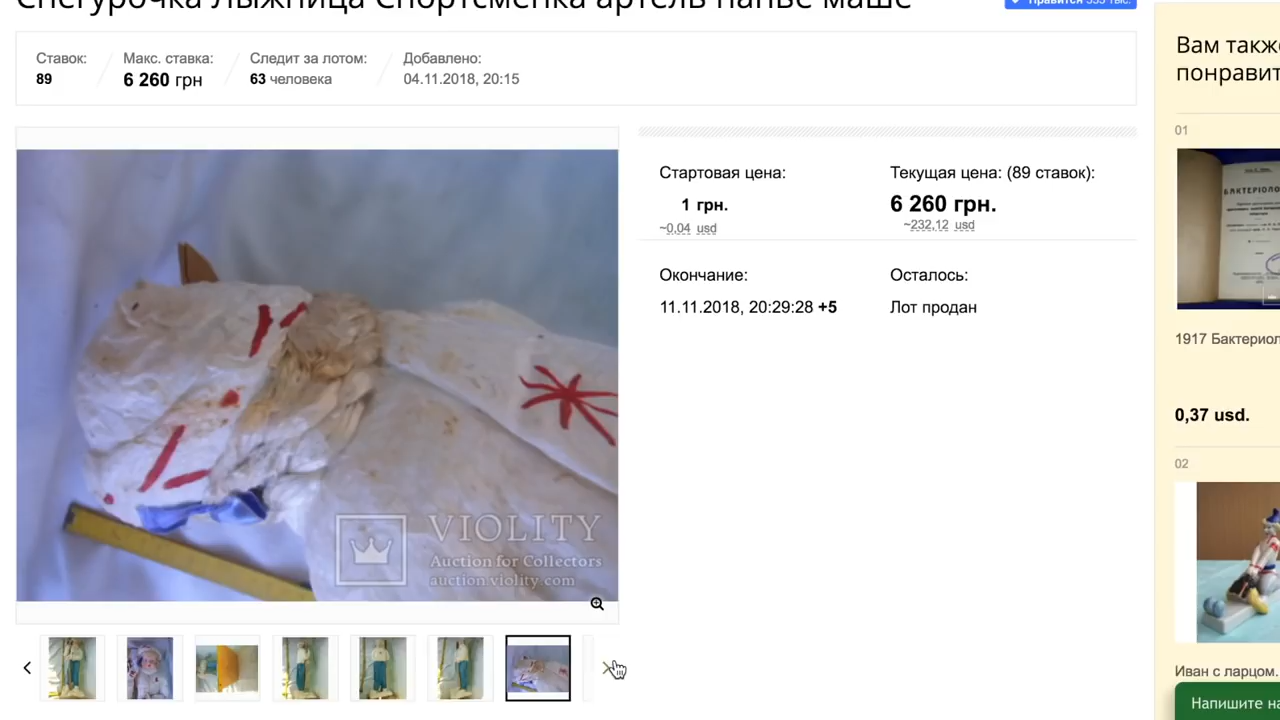 Снегурочка Лыжница Спортсменка артель папье маше
Нравится 355 тыс.
Ставок:
89
Макс. ставка:
6 260 грн
Следит за лотом:
63 человека
Добавлено:
04.11.2018, 20:15
Стартовая цена:
1 грн.
~0,04 usd
Текущая цена: (89 ставок):
6 260 грн.
~232,12 usd
Окончание:
11.11.2018, 20:29:28 +5
Осталось:
Лот продан
VIOLITY
Auction for Collectors
auction.violity.com
Вам также
понравит
01
1917 Бактериол
0,37 usd.
02
Иван с ларцом.
Напишите на